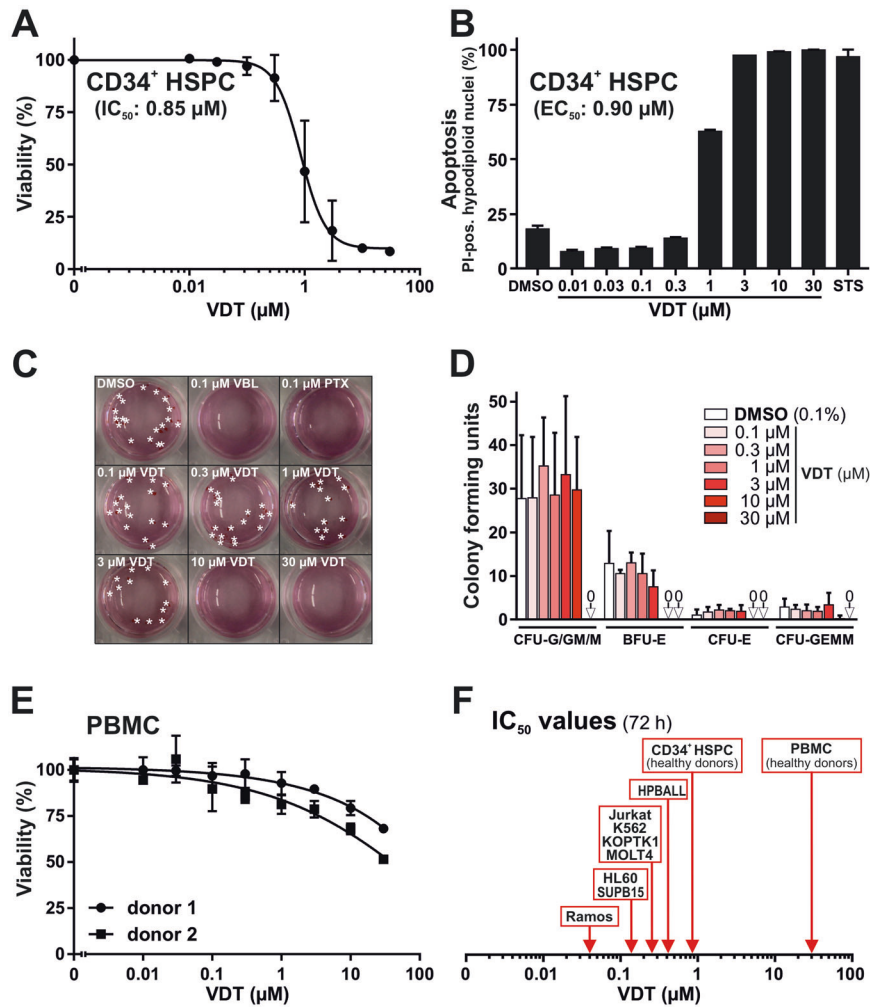 A
CD34⁺ HSPC
(IC₅₀: 0.85 µM)
Viability (%)
100
75
50
25
0
0 0.01 0.1 1 10 100
VDT (µM)
B
CD34⁺ HSPC
(EC₅₀: 0.90 µM)
Apoptosis
PI-pos. hypodiploid nuclei (%)
100
75
50
25
0
DMSO 0.01 0.03 0.1 0.3 1 3 10 30 STS
VDT (µM)
C
DMSO 0.1 µM VBL 0.1 µM PTX
0.1 µM VDT 0.3 µM VDT 1 µM VDT
3 µM VDT 10 µM VDT 30 µM VDT
D
Colony forming units
50
40
30
20
10
0
DMSO (0.1%)
0.1 µM
0.3 µM
1 µM
3 µM
10 µM
30 µM
VDT (µM)
0 0 0 0 0 0
CFU-G/GM/M BFU-E CFU-E CFU-GEMM
E
PBMC
Viability (%)
125
100
75
50
25
0
donor 1
donor 2
0 0.01 0.1 1 10 100
VDT (µM)
F
IC₅₀ values (72 h)
CD34⁺ HSPC
(healthy donors)
PBMC
(healthy donors)
HPBALL
Jurkat
K562
KOPTK1
MOLT4
HL60
SUPB15
Ramos
0 0.01 0.1 1 10 100
VDT (µM)